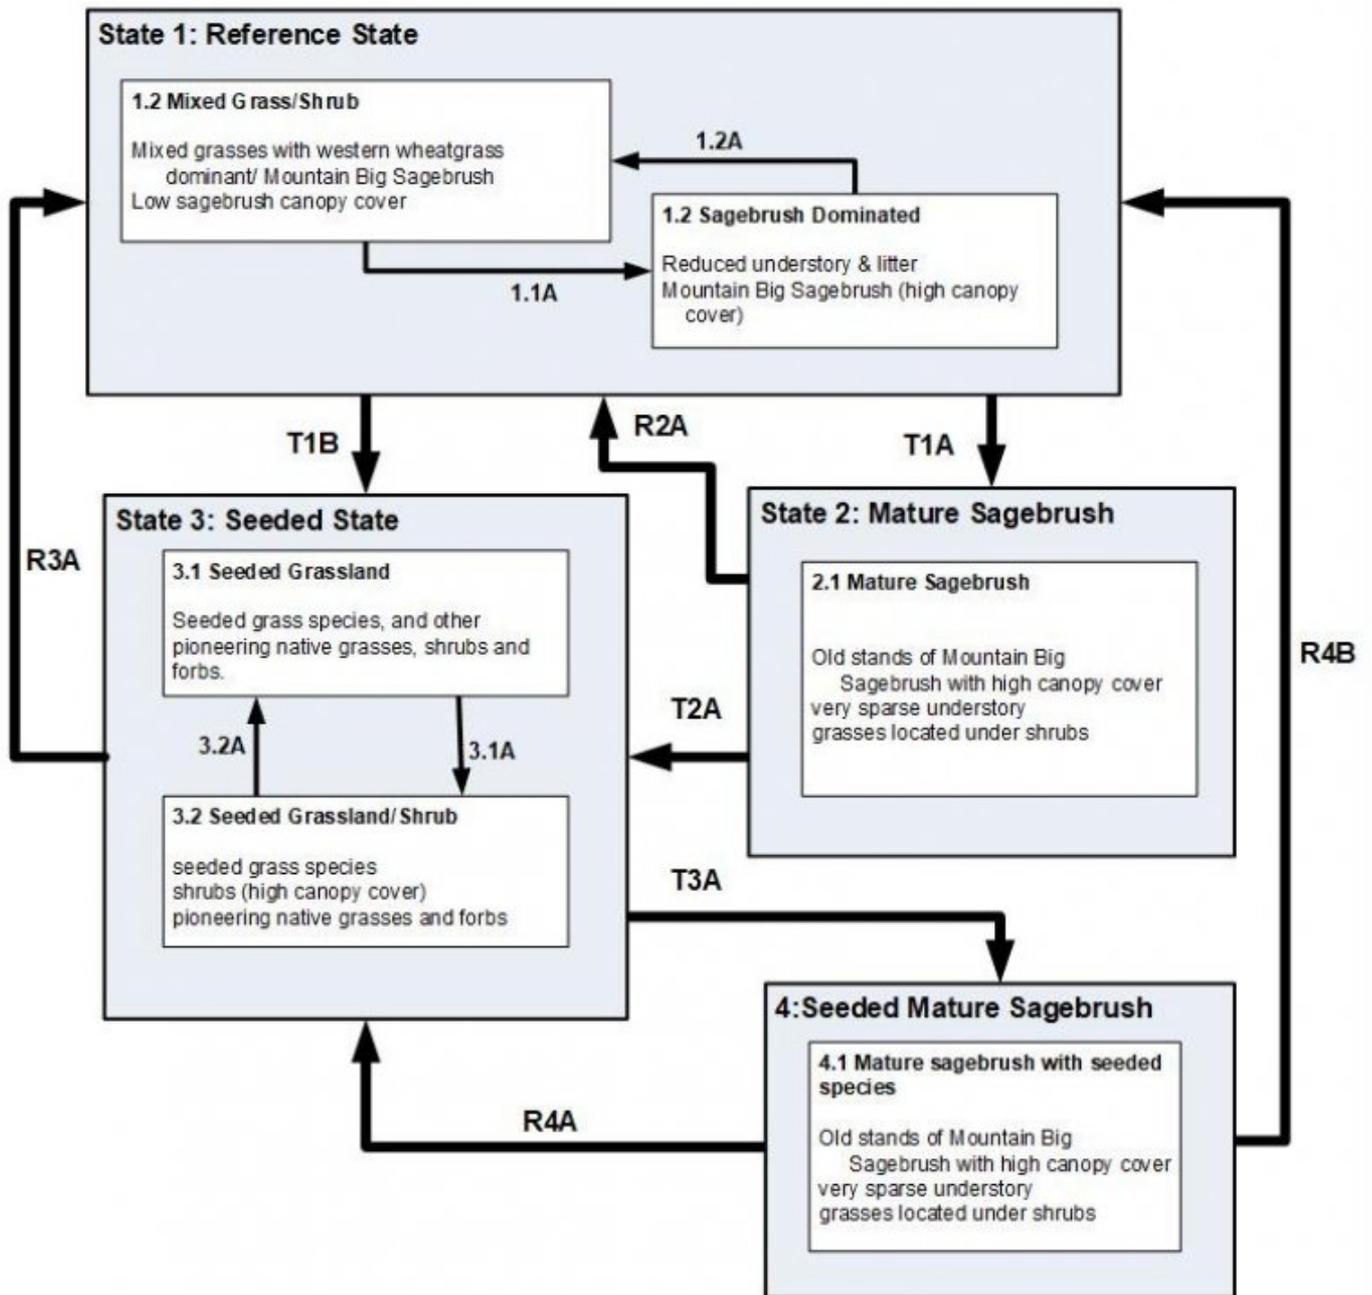 State 1: Reference State
1.2 Mixed Grass/Shrub
Mixed grasses with western wheatgrass
dominant/ Mountain Big Sagebrush
Low sagebrush canopy cover
1.2A
1.2 Sagebrush Dominated
Reduced understory & litter
Mountain Big Sagebrush (high canopy
cover)
1.1A
T1B
R2A
T1A
R3A
State 3: Seeded State
3.1 Seeded Grassland
Seeded grass species, and other
pioneering native grasses, shrubs and
forbs.
3.2A
3.1A
3.2 Seeded Grassland/Shrub
seeded grass species
shrubs (high canopy cover)
pioneering native grasses and forbs
State 2: Mature Sagebrush
2.1 Mature Sagebrush
Old stands of Mountain Big
Sagebrush with high canopy cover
very sparse understory
grasses located under shrubs
T2A
R4B
T3A
4:Seeded Mature Sagebrush
4.1 Mature sagebrush with seeded
species
Old stands of Mountain Big
Sagebrush with high canopy cover
very sparse understory
grasses located under shrubs
R4A